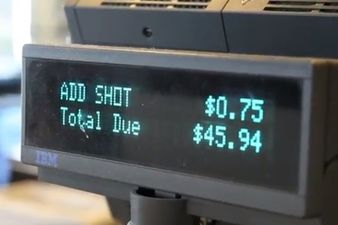 ADD SHOT $0.75
Total Due $45.94
IBM